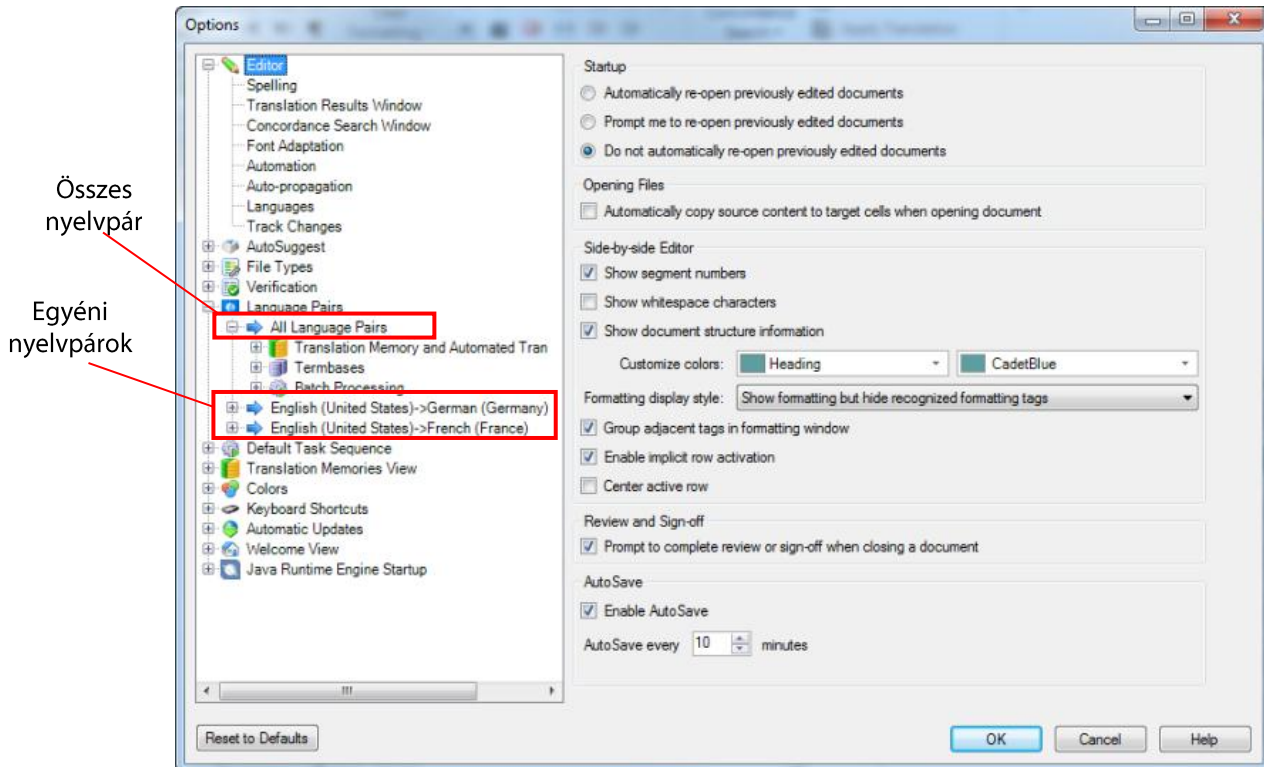 Options
Editor
Spelling
Translation Results Window
Concordance Search Window
Font Adaptation
Automation
Auto-propagation
Languages
Track Changes
AutoSuggest
File Types
Verification
Language Pairs
All Language Pairs
Translation Memory and Automated Tran
Termbases
Batch Processing
English (United States)->German (Germany)
English (United States)->French (France)
Default Task Sequence
Translation Memories View
Colors
Keyboard Shortcuts
Automatic Updates
Welcome View
Java Runtime Engine Startup
Összes
nyelvpár
Egyéni
nyelvpárok
Startup
Automatically re-open previously edited documents
Prompt me to re-open previously edited documents
Do not automatically re-open previously edited documents
Opening Files
Automatically copy source content to target cells when opening document
Side-by-side Editor
Show segment numbers
Show whitespace characters
Show document structure information
Customize colors: Heading CadetBlue
Formatting display style: Show formatting but hide recognized formatting tags
Group adjacent tags in formatting window
Enable implicit row activation
Center active row
Review and Sign-off
Prompt to complete review or sign-off when closing a document
AutoSave
Enable AutoSave
AutoSave every 10 minutes
Reset to Defaults
OK Cancel Help